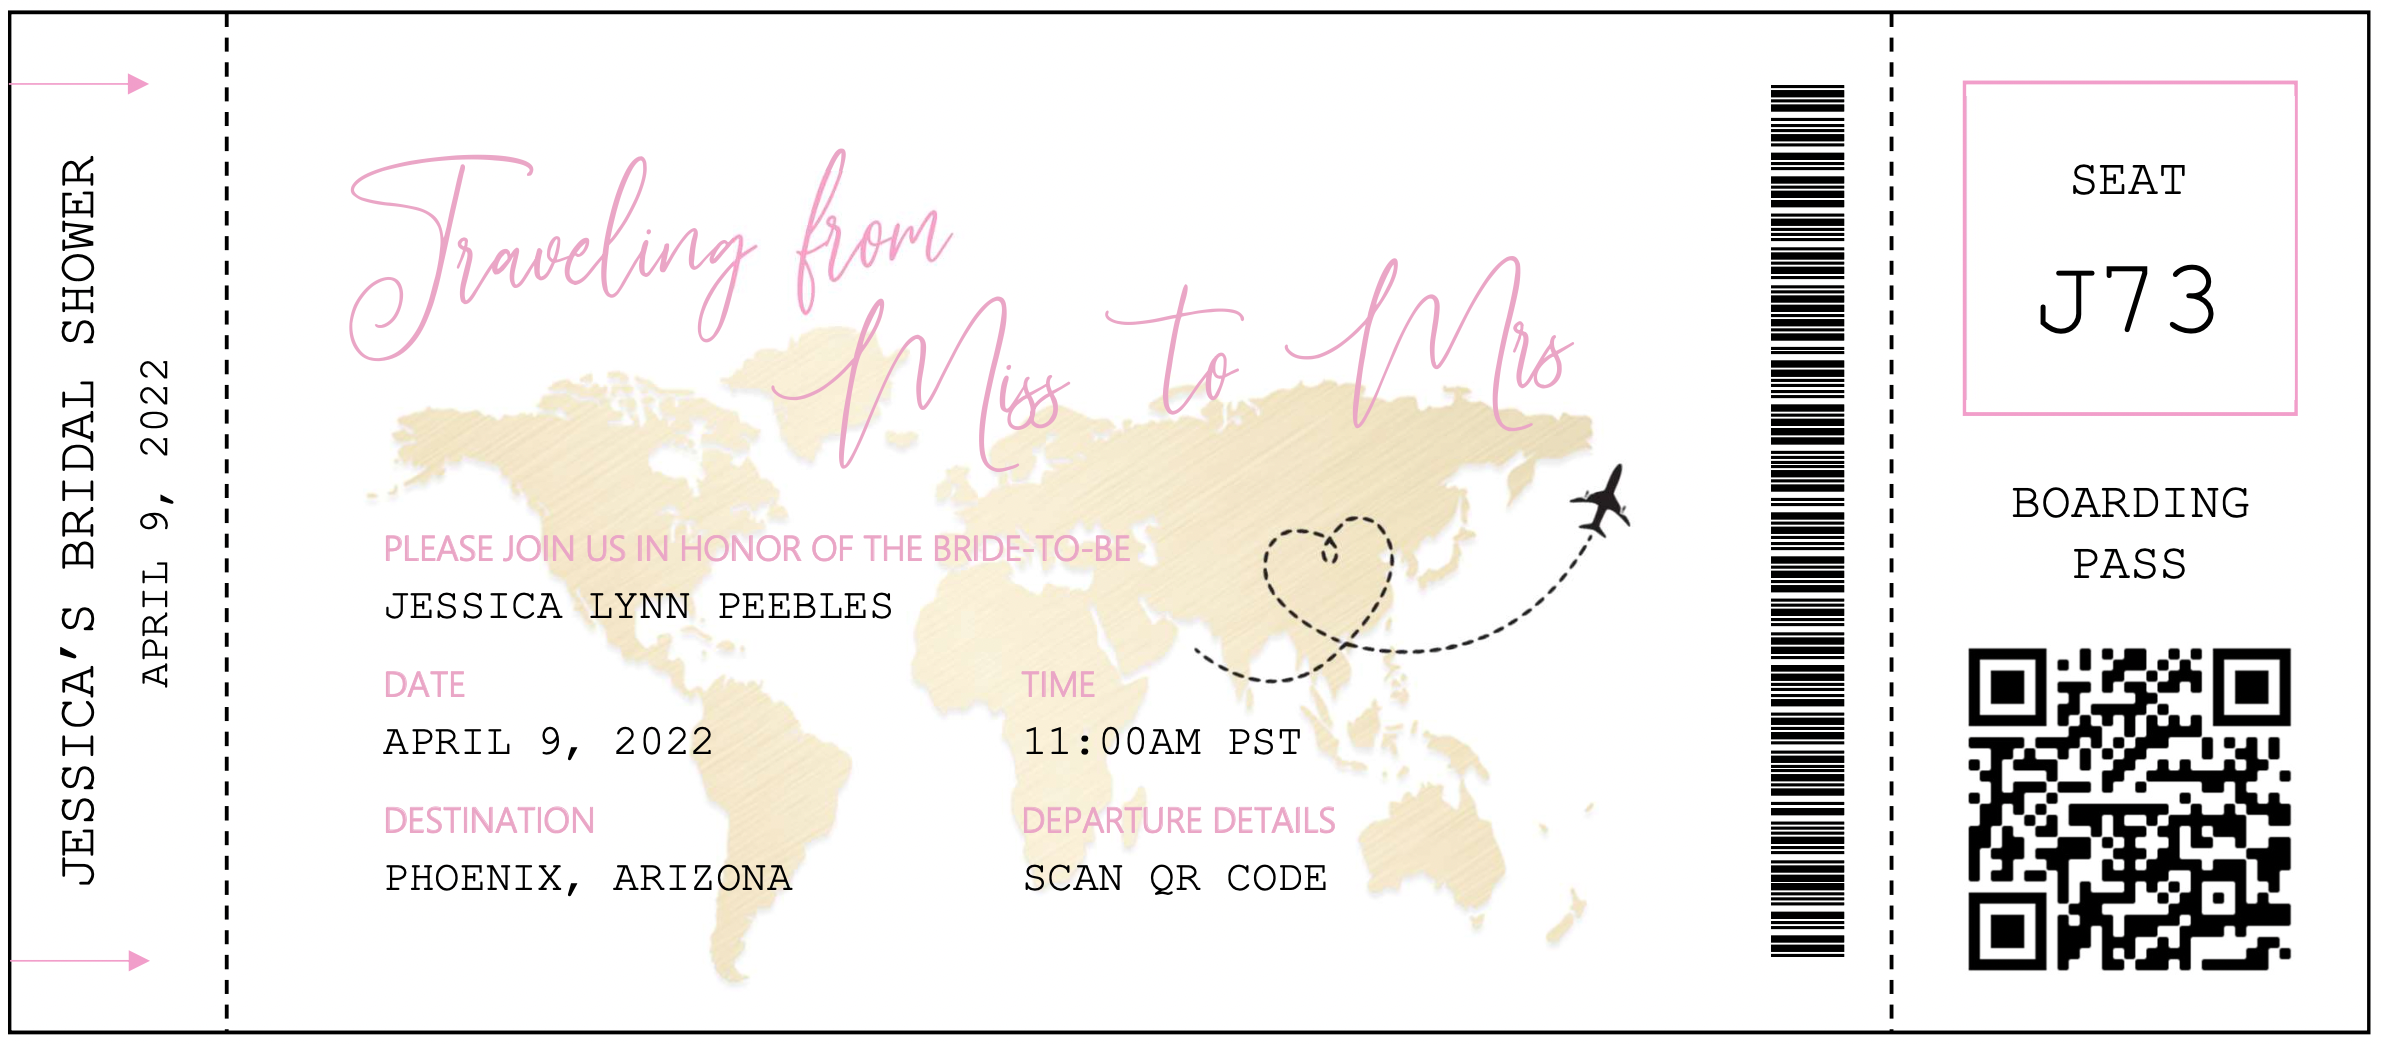 JESSICA’S BRIDAL SHOWER
APRIL 9, 2022
Traveling from
Miss to Mrs
PLEASE JOIN US IN HONOR OF THE BRIDE-TO-BE
JESSICA LYNN PEEBLES
DATE
APRIL 9, 2022
TIME
11:00AM PST
DESTINATION
PHOENIX, ARIZONA
DEPARTURE DETAILS
SCAN QR CODE
SEAT
J73
BOARDING
PASS